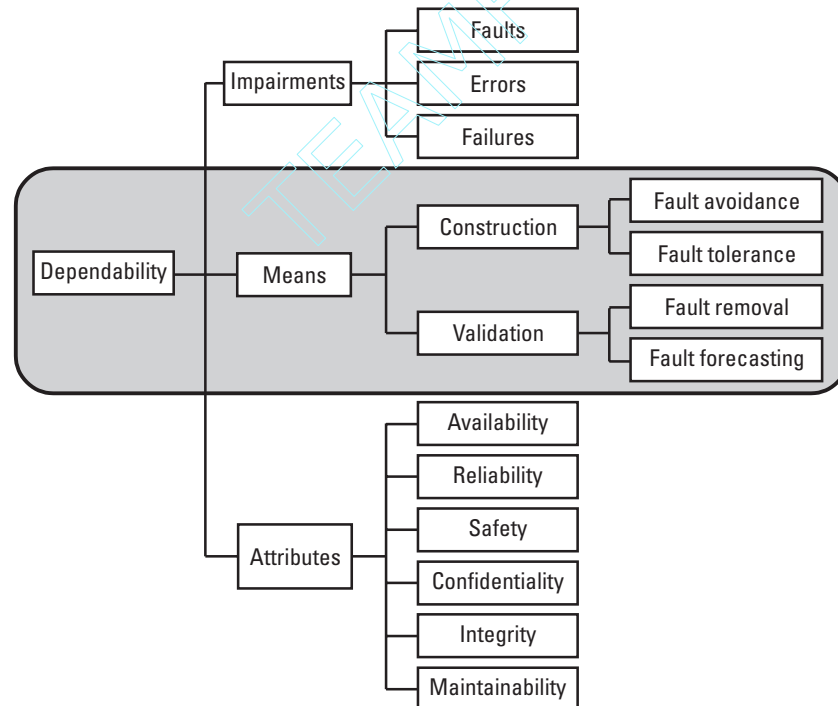 Faults
Impairments
Errors
Failures
Fault avoidance
Construction
Fault tolerance
Dependability
Means
Fault removal
Validation
Fault forecasting
Availability
Reliability
Safety
Attributes
Confidentiality
Integrity
Maintainability